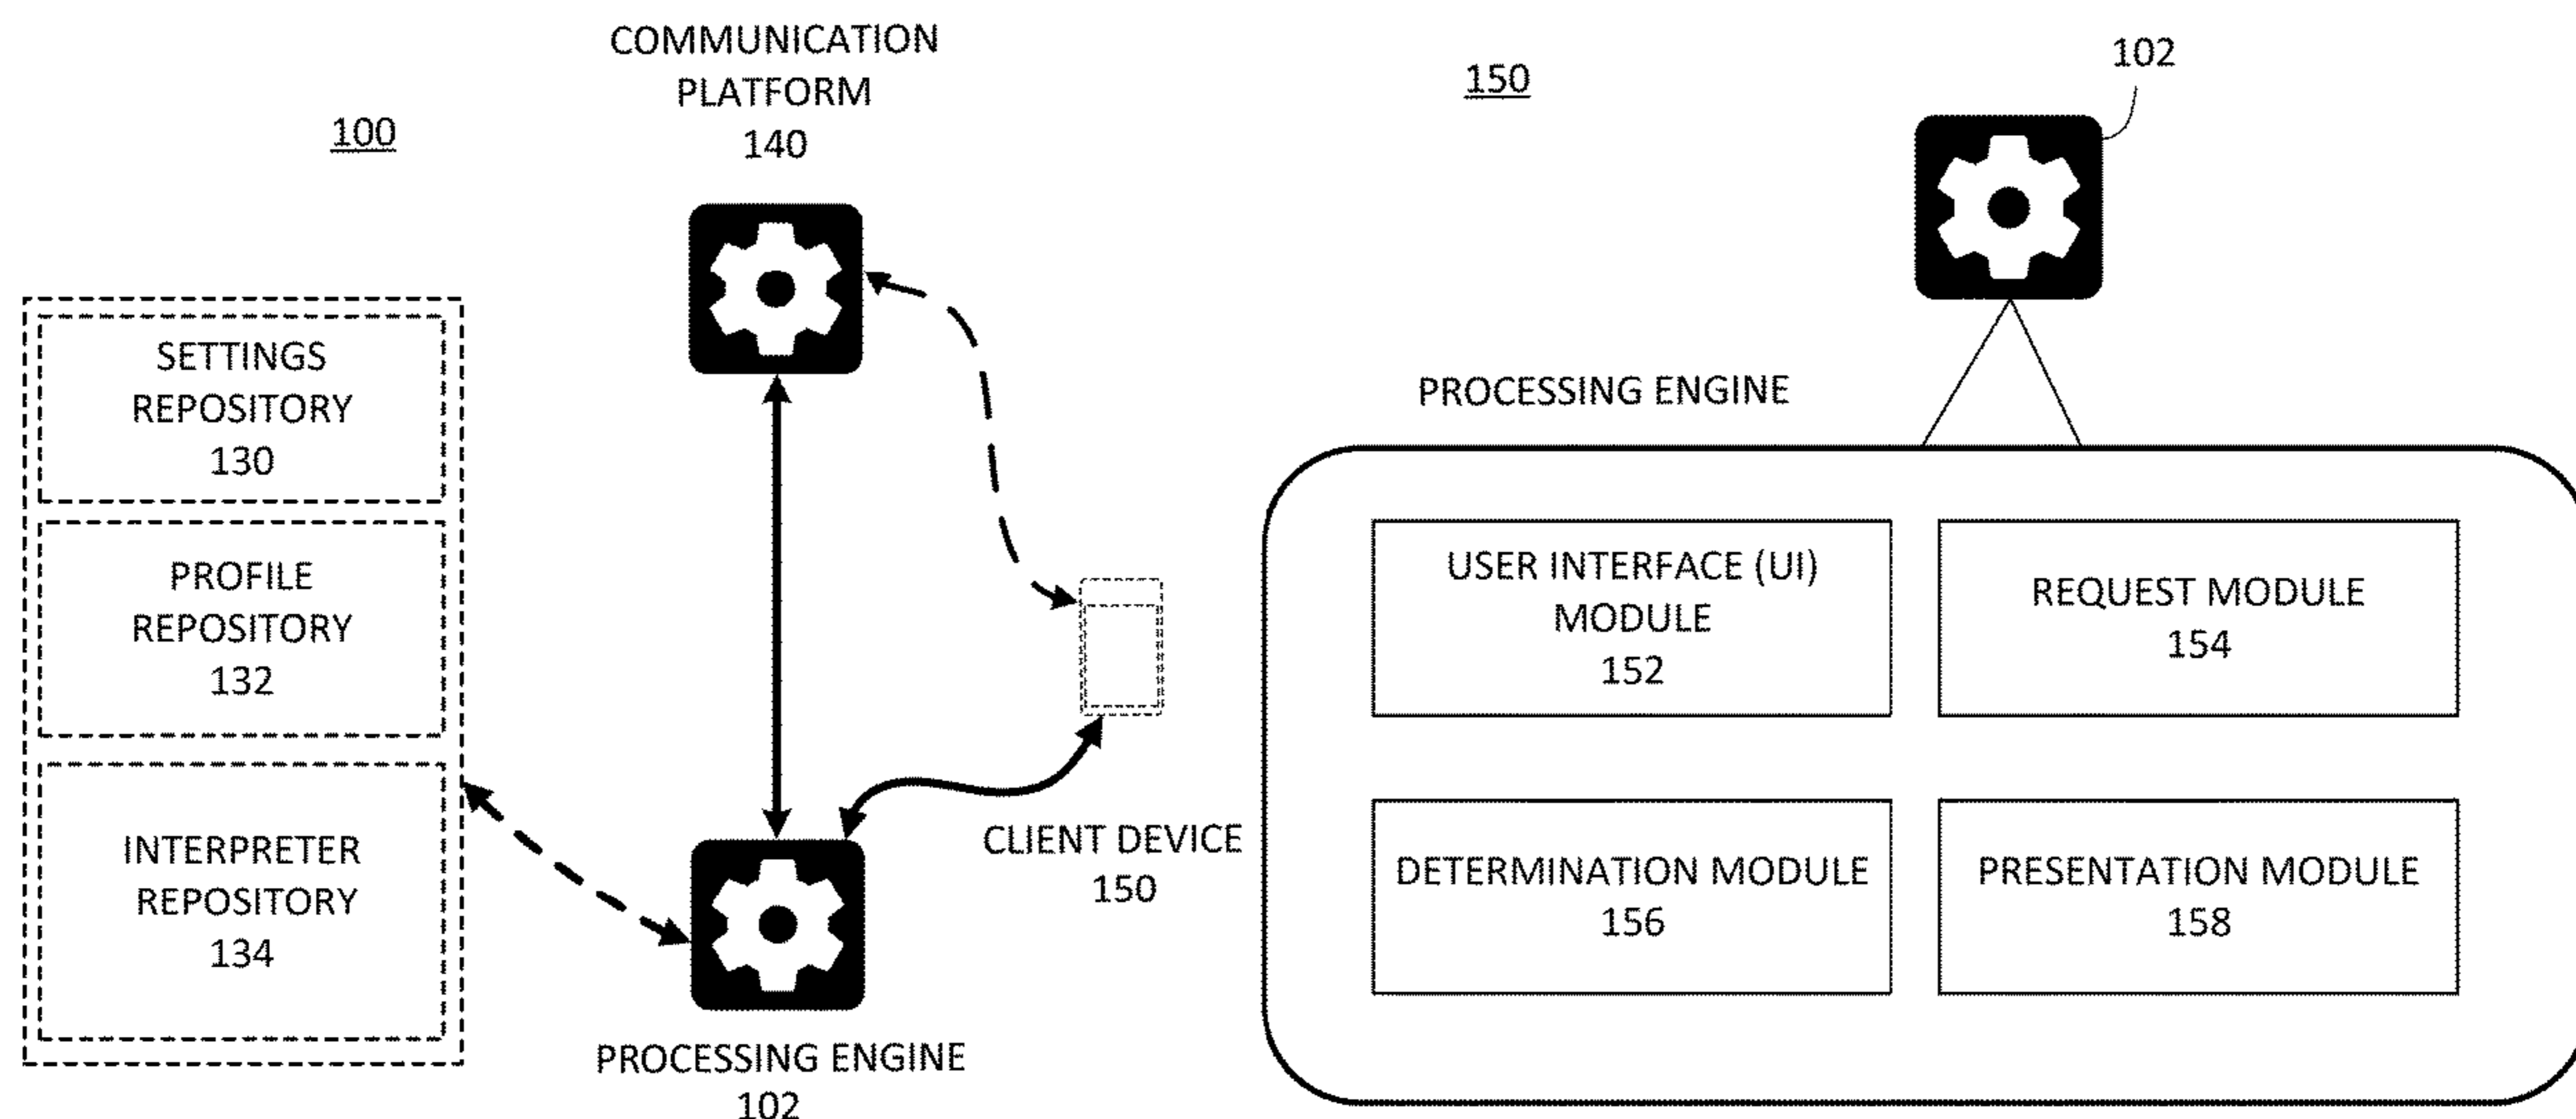 100
COMMUNICATION
PLATFORM
140
SETTINGS
REPOSITORY
130
PROFILE
REPOSITORY
132
INTERPRETER
REPOSITORY
134
CLIENT DEVICE
150
PROCESSING ENGINE
102
150
102
PROCESSING ENGINE
USER INTERFACE (UI)
MODULE
152
REQUEST MODULE
154
DETERMINATION MODULE
156
PRESENTATION MODULE
158